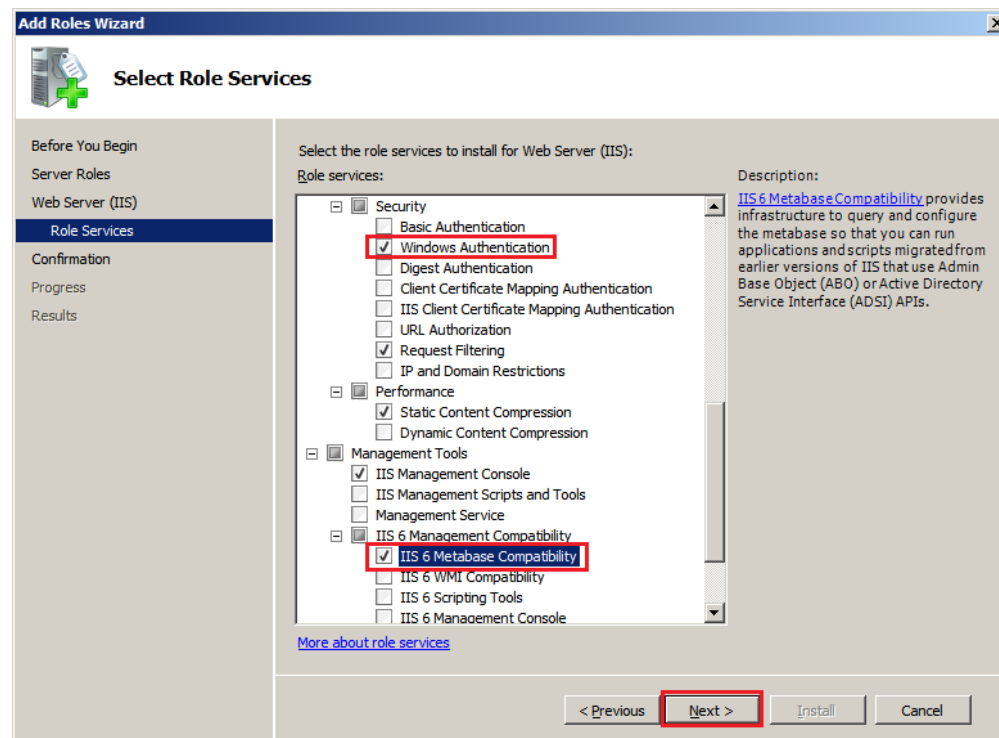 Add Roles Wizard
Select Role Services
Before You Begin
Server Roles
Web Server (IIS)
Role Services
Confirmation
Progress
Results
Select the role services to install for Web Server (IIS):
Role services:
Security
Basic Authentication
Windows Authentication
Digest Authentication
Client Certificate Mapping Authentication
IIS Client Certificate Mapping Authentication
URL Authorization
Request Filtering
IP and Domain Restrictions
Performance
Static Content Compression
Dynamic Content Compression
Management Tools
IIS Management Console
IIS Management Scripts and Tools
Management Service
IIS 6 Management Compatibility
IIS 6 Metabase Compatibility
IIS 6 WMI Compatibility
IIS 6 Scripting Tools
IIS 6 Management Console
More about role services
Description:
IIS 6 Metabase Compatibility provides
infrastructure to query and configure
the metabase so that you can run
applications and scripts migrated from
earlier versions of IIS that use Admin
Base Object (ABO) or Active Directory
Service Interface (ADSI) APIs.
< Previous
Next >
Install
Cancel